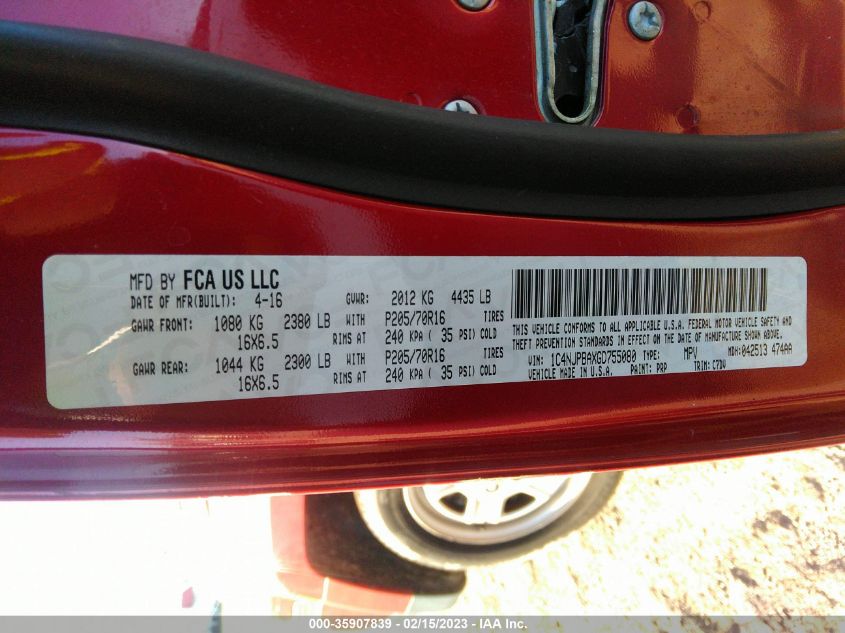 MFD BY FCA US LLC
DATE OF MFR(BUILT): 4-16 GVWR: 2012 KG 4435 LB
GAWR FRONT: 1080 KG 2380 LB WITH P205/70R16 TIRES
16X6.5 RIMS AT 240 KPA ( 35 PSI) COLD
GAWR REAR: 1044 KG 2300 LB WITH P205/70R16 TIRES
16X6.5 RIMS AT 240 KPA ( 35 PSI) COLD
THIS VEHICLE CONFORMS TO ALL APPLICABLE U.S.A. FEDERAL MOTOR VEHICLE SAFETY AND
THEFT PREVENTION STANDARDS IN EFFECT ON THE DATE OF MANUFACTURE SHOWN ABOVE.
VIN: 1C4NJPBAXGD755080 TYPE: MPV MDH:042513 474AA
MADE IN U.S.A. PAINT: PRP TRIM: C7DV
000-35907839 - 02/15/2023 - IAA Inc.